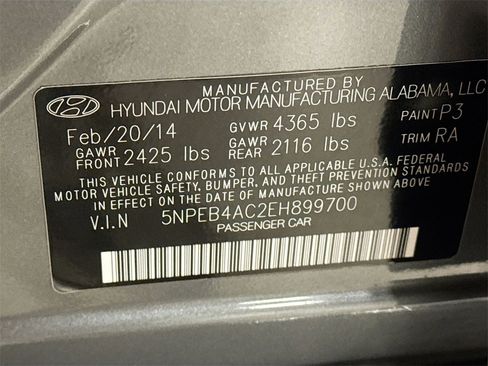 MANUFACTURED BY
HYUNDAI MOTOR MANUFACTURING ALABAMA, LLC
Feb/20/14 GVWR 4365 lbs PAINT P3
GAWR FRONT 2425 lbs GAWR REAR 2116 lbs TRIM RA
THIS VEHICLE CONFORMS TO ALL APPLICABLE U.S.A. FEDERAL
MOTOR VEHICLE SAFETY, BUMPER, AND THEFT PREVENTION STANDARDS
IN EFFECT ON THE DATE OF MANUFACTURE SHOWN ABOVE.
V.I.N 5NPEB4AC2EH899700
PASSENGER CAR